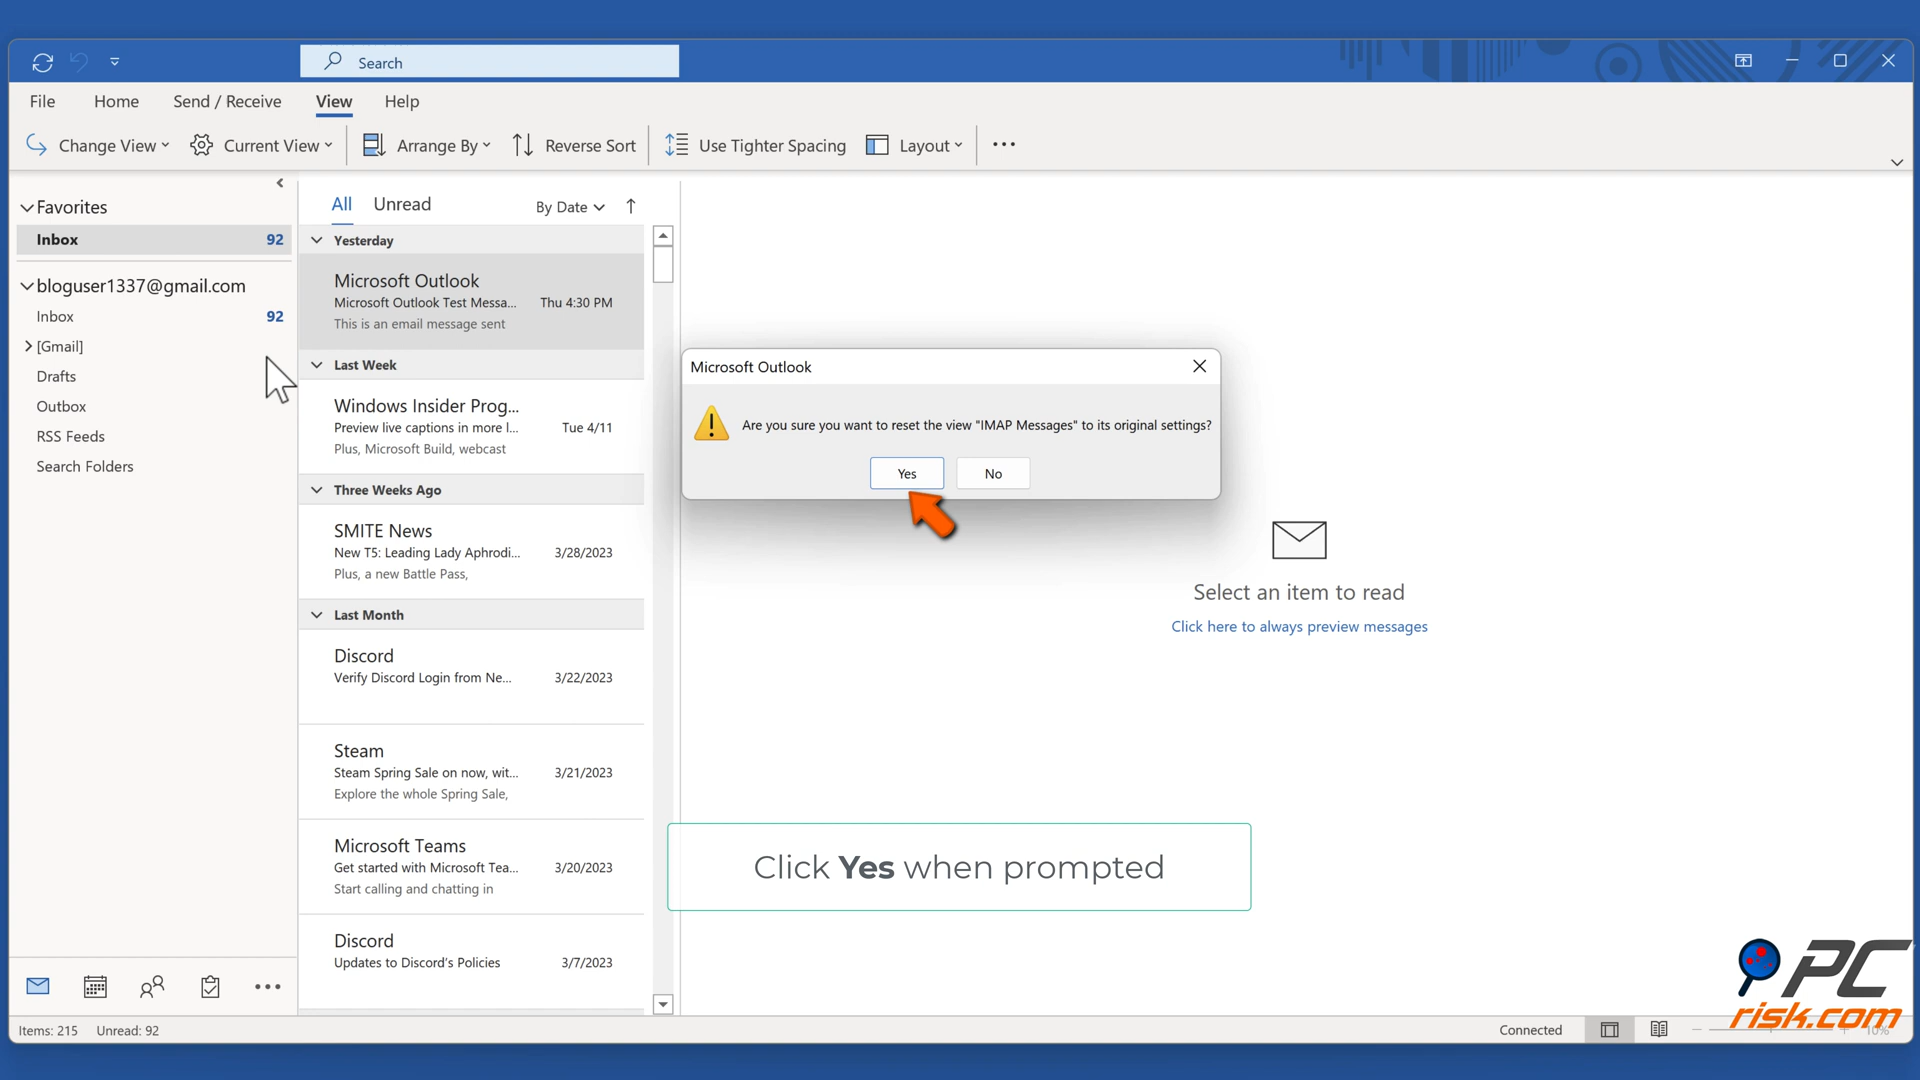 Search
File Home Send / Receive View Help
Change View Current View Arrange By Reverse Sort Use Tighter Spacing Layout
Favorites
Inbox 92
bloguser1337@gmail.com
Inbox 92
[Gmail]
Drafts
Outbox
RSS Feeds
Search Folders
All Unread By Date
Yesterday
Microsoft Outlook
Microsoft Outlook Test Messa... Thu 4:30 PM
This is an email message sent
Last Week
Windows Insider Prog...
Preview live captions in more l... Tue 4/11
Plus, Microsoft Build, webcast
Three Weeks Ago
SMITE News
New T5: Leading Lady Aphrodi... 3/28/2023
Plus, a new Battle Pass,
Last Month
Discord
Verify Discord Login from Ne... 3/22/2023
Steam
Steam Spring Sale on now, wit... 3/21/2023
Explore the whole Spring Sale,
Microsoft Teams
Get started with Microsoft Tea... 3/20/2023
Start calling and chatting in
Discord
Updates to Discord's Policies 3/7/2023
Microsoft Outlook
Are you sure you want to reset the view "IMAP Messages" to its original settings?
Yes No
Select an item to read
Click here to always preview messages
Click Yes when prompted
PC
risk.com
Items: 215 Unread: 92
Connected
10%